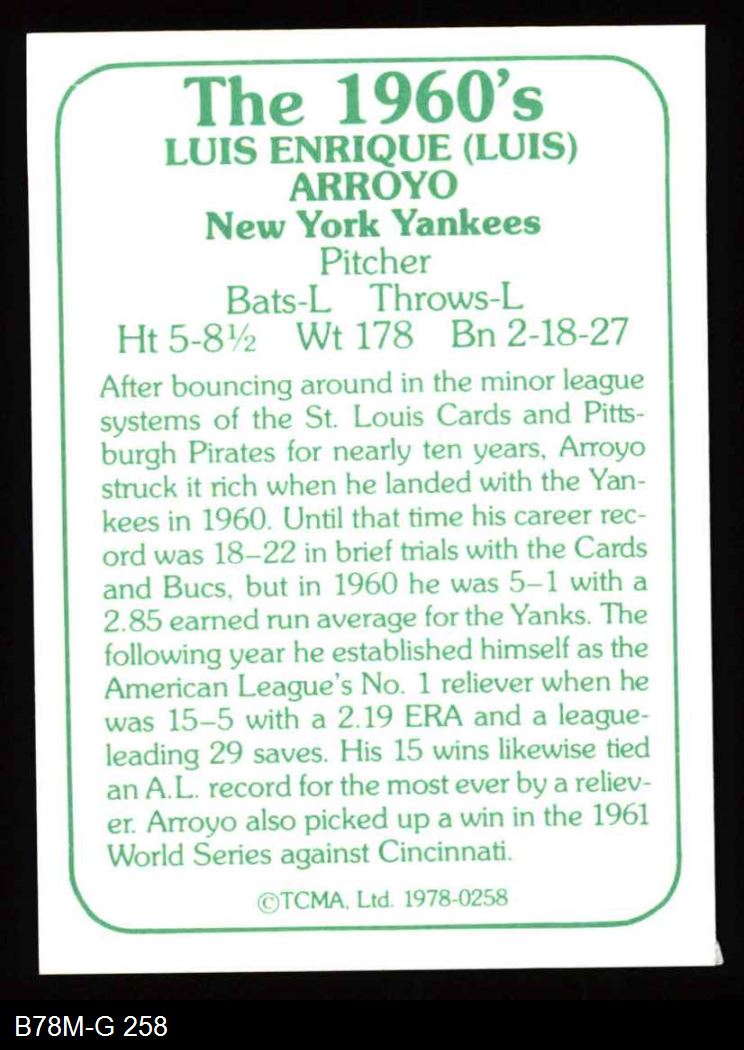 The 1960's
LUIS ENRIQUE (LUIS)
ARROYO
New York Yankees
Pitcher
Bats-L Throws-L
Ht 5-8½ Wt 178 Bn 2-18-27
After bouncing around in the minor league
systems of the St. Louis Cards and Pitts-
burgh Pirates for nearly ten years, Arroyo
struck it rich when he landed with the Yan-
kees in 1960. Until that time his career rec-
ord was 18–22 in brief trials with the Cards
and Bucs, but in 1960 he was 5–1 with a
2.85 earned run average for the Yanks. The
following year he established himself as the
American League's No. 1 reliever when he
was 15–5 with a 2.19 ERA and a league-
leading 29 saves. His 15 wins likewise tied
an A.L. record for the most ever by a reliev-
er. Arroyo also picked up a win in the 1961
World Series against Cincinnati.
©TCMA, Ltd. 1978-0258
B78M-G 258